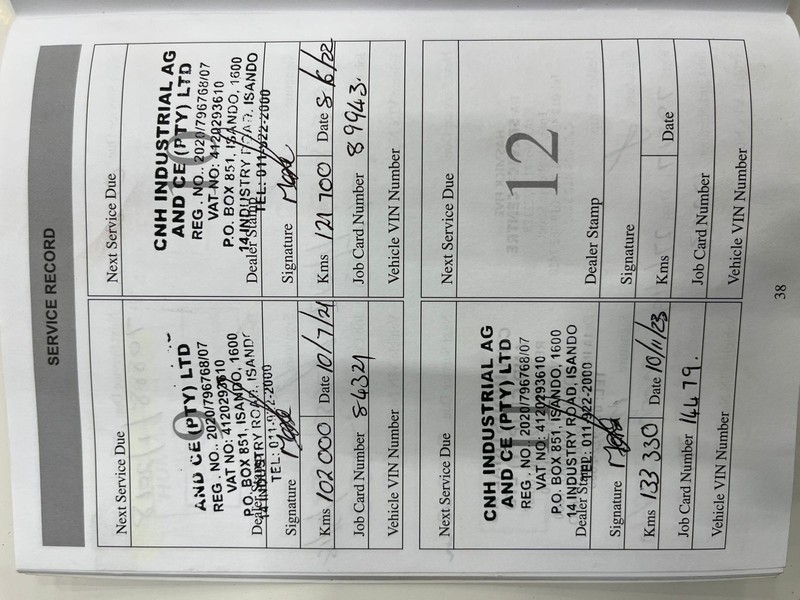 SERVICE RECORD
Next Service Due
9
AND CE (PTY) LTD
REG. NO.. 2020/796768/07
VAT NO: 4120293610
P.O. BOX 851, ISANDO, 1600
Dealer Stamp
14 INDUSTRY ROAD, ISANDO
TEL: 011-922-2000
Signature
Kms 102 000 Date 10/7/21
Job Card Number 84321
Vehicle VIN Number
Next Service Due
10
CNH INDUSTRIAL AG
AND CE (PTY) LTD
REG. NO.. 2020/796768/07
VAT NO: 4120293610
P.O. BOX 851, ISANDO, 1600
14 INDUSTRY ROAD, ISANDO
Dealer Stamp
TEL: 011-922-2000
Signature
Kms 121 700 Date 8/6/22
Job Card Number 89943.
Vehicle VIN Number
Next Service Due
CNH INDUSTRIAL AG
AND CE (PTY) LTD
REG. NO.. 2020/796768/07
VAT NO: 4120293610
P.O. BOX 851, ISANDO, 1600
14 INDUSTRY ROAD, ISANDO
Dealer Stamp
TEL: 011-922-2000
Signature
Kms 133 330 Date 10/11/23
Job Card Number 14479.
Vehicle VIN Number
Next Service Due
12
Dealer Stamp
Signature
Kms Date
Job Card Number
Vehicle VIN Number
38